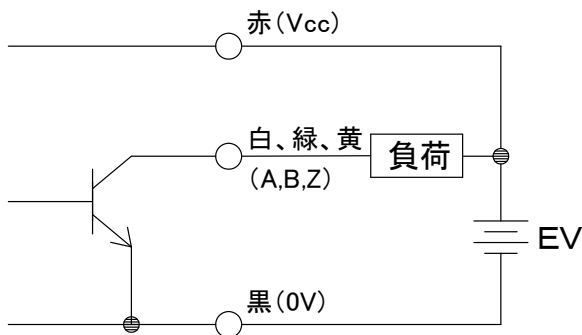 赤(Vcc)
白、緑、黄
(A,B,Z)
負荷
EV
黒(0V)